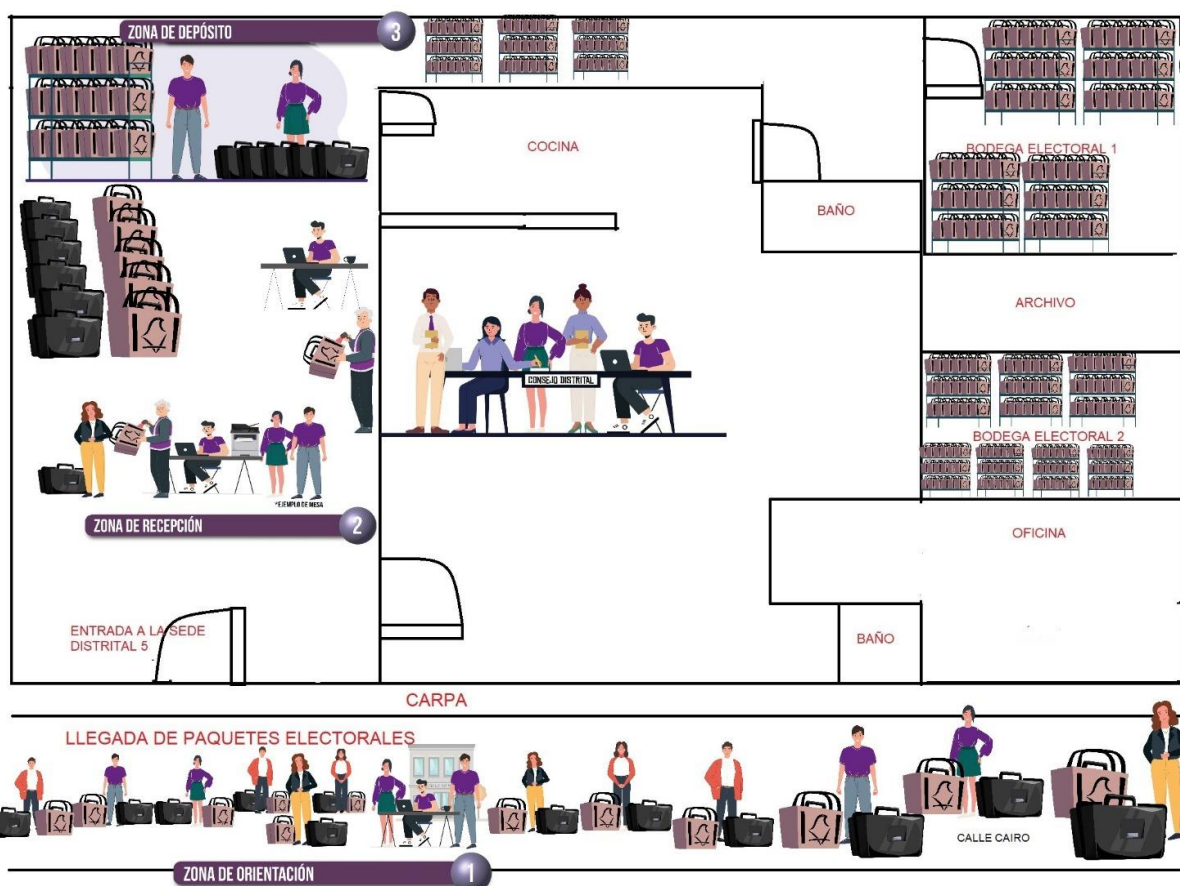 ZONA DE DEPÓSITO
3
COCINA
BODEGA ELECTORAL 1
BAÑO
ARCHIVO
CONSEJO DISTRITAL
BODEGA ELECTORAL 2
*EJEMPLO DE MESA
ZONA DE RECEPCIÓN
2
OFICINA
ENTRADA A LA SEDE
DISTRITAL 5
BAÑO
CARPA
LLEGADA DE PAQUETES ELECTORALES
CALLE CAIRO
ZONA DE ORIENTACIÓN
1